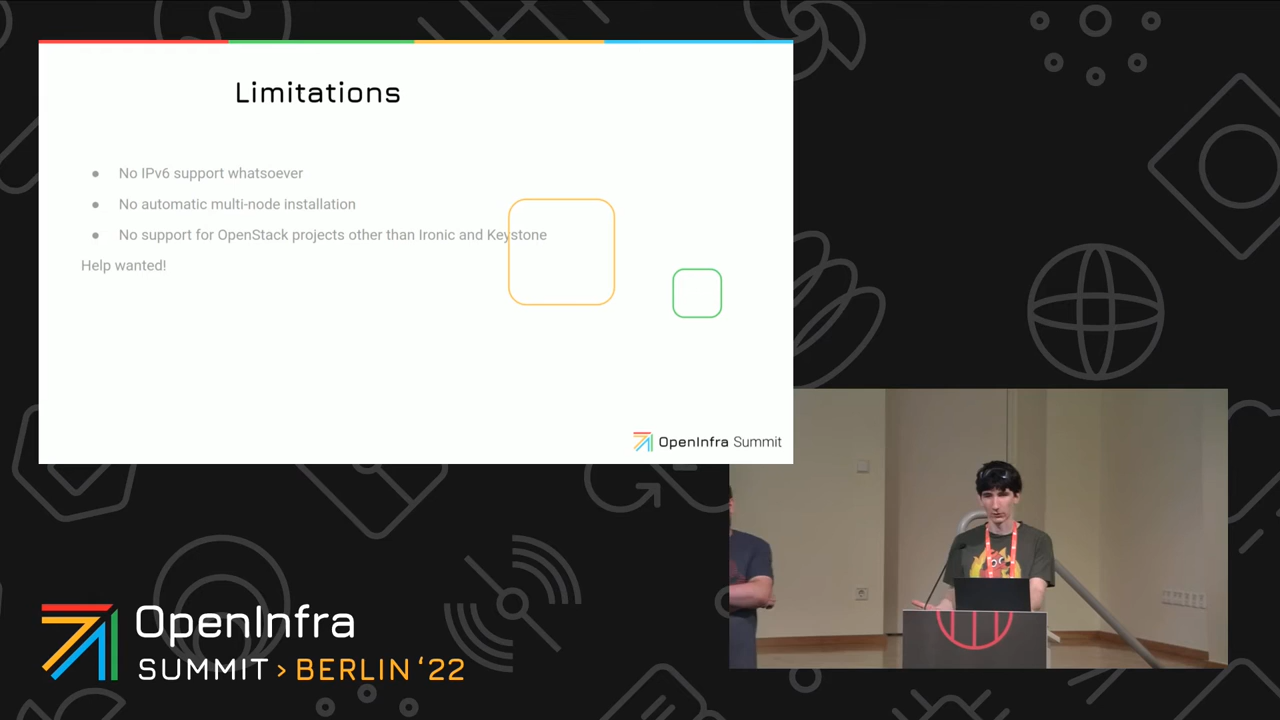 Limitations
No IPv6 support whatsoever
No automatic multi-node installation
No support for OpenStack projects other than Ironic and Keystone
Help wanted!
OpenInfra Summit
OpenInfra
SUMMIT > BERLIN ‘22